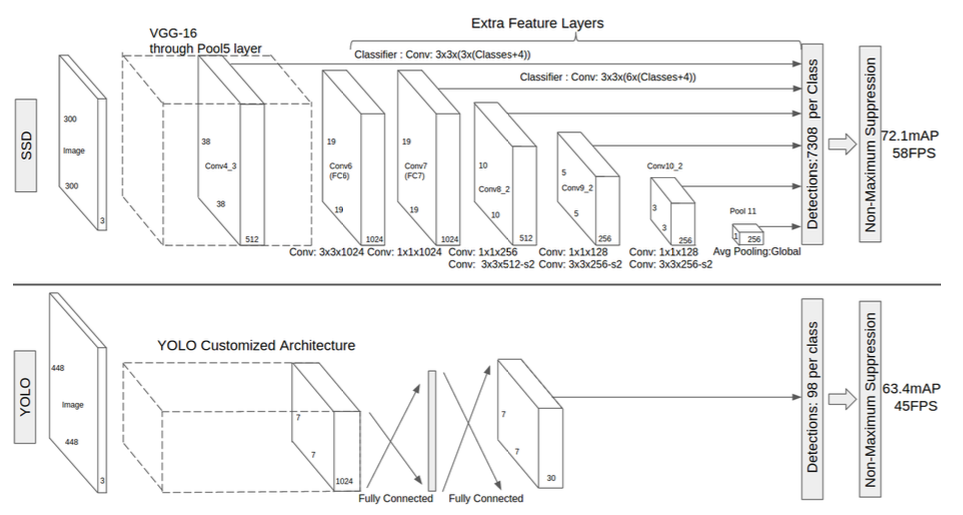 Extra Feature Layers
VGG-16
through Pool5 layer
Classifier : Conv: 3x3x(3x(Classes+4))
Classifier : Conv: 3x3x(6x(Classes+4))
SSD
300
Image
300
3
38
Conv4_3
38
512
19
Conv6
(FC6)
19
1024
19
Conv7
(FC7)
19
1024
10
Conv8_2
10
512
5
Conv9_2
5
256
Conv10_2
3
3
256
Pool 11
1
256
Conv: 3x3x1024
Conv: 1x1x1024
Conv: 1x1x256
Conv: 3x3x512-s2
Conv: 1x1x128
Conv: 3x3x256-s2
Conv: 1x1x128
Conv: 3x3x256-s2
Avg Pooling:Global
Detections:7308 per Class
Non-Maximum Suppression
72.1mAP
58FPS
YOLO
448
Image
448
3
YOLO Customized Architecture
7
7
1024
Fully Connected
Fully Connected
7
7
30
Detections: 98 per class
Non-Maximum Suppression
63.4mAP
45FPS